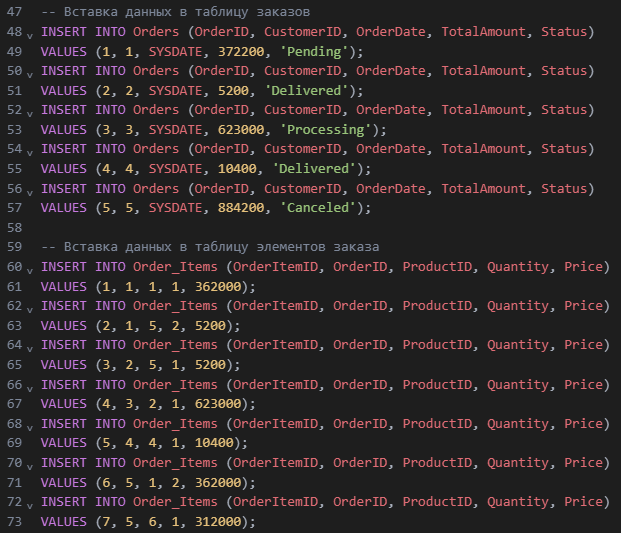 47 -- Вставка данных в таблицу заказов
48 INSERT INTO Orders (OrderID, CustomerID, OrderDate, TotalAmount, Status)
49 VALUES (1, 1, SYSDATE, 372200, 'Pending');
50 INSERT INTO Orders (OrderID, CustomerID, OrderDate, TotalAmount, Status)
51 VALUES (2, 2, SYSDATE, 5200, 'Delivered');
52 INSERT INTO Orders (OrderID, CustomerID, OrderDate, TotalAmount, Status)
53 VALUES (3, 3, SYSDATE, 623000, 'Processing');
54 INSERT INTO Orders (OrderID, CustomerID, OrderDate, TotalAmount, Status)
55 VALUES (4, 4, SYSDATE, 10400, 'Delivered');
56 INSERT INTO Orders (OrderID, CustomerID, OrderDate, TotalAmount, Status)
57 VALUES (5, 5, SYSDATE, 884200, 'Canceled');
58
59 -- Вставка данных в таблицу элементов заказа
60 INSERT INTO Order_Items (OrderItemID, OrderID, ProductID, Quantity, Price)
61 VALUES (1, 1, 1, 1, 362000);
62 INSERT INTO Order_Items (OrderItemID, OrderID, ProductID, Quantity, Price)
63 VALUES (2, 1, 5, 2, 5200);
64 INSERT INTO Order_Items (OrderItemID, OrderID, ProductID, Quantity, Price)
65 VALUES (3, 2, 5, 1, 5200);
66 INSERT INTO Order_Items (OrderItemID, OrderID, ProductID, Quantity, Price)
67 VALUES (4, 3, 2, 1, 623000);
68 INSERT INTO Order_Items (OrderItemID, OrderID, ProductID, Quantity, Price)
69 VALUES (5, 4, 4, 1, 10400);
70 INSERT INTO Order_Items (OrderItemID, OrderID, ProductID, Quantity, Price)
71 VALUES (6, 5, 1, 2, 362000);
72 INSERT INTO Order_Items (OrderItemID, OrderID, ProductID, Quantity, Price)
73 VALUES (7, 5, 6, 1, 312000);